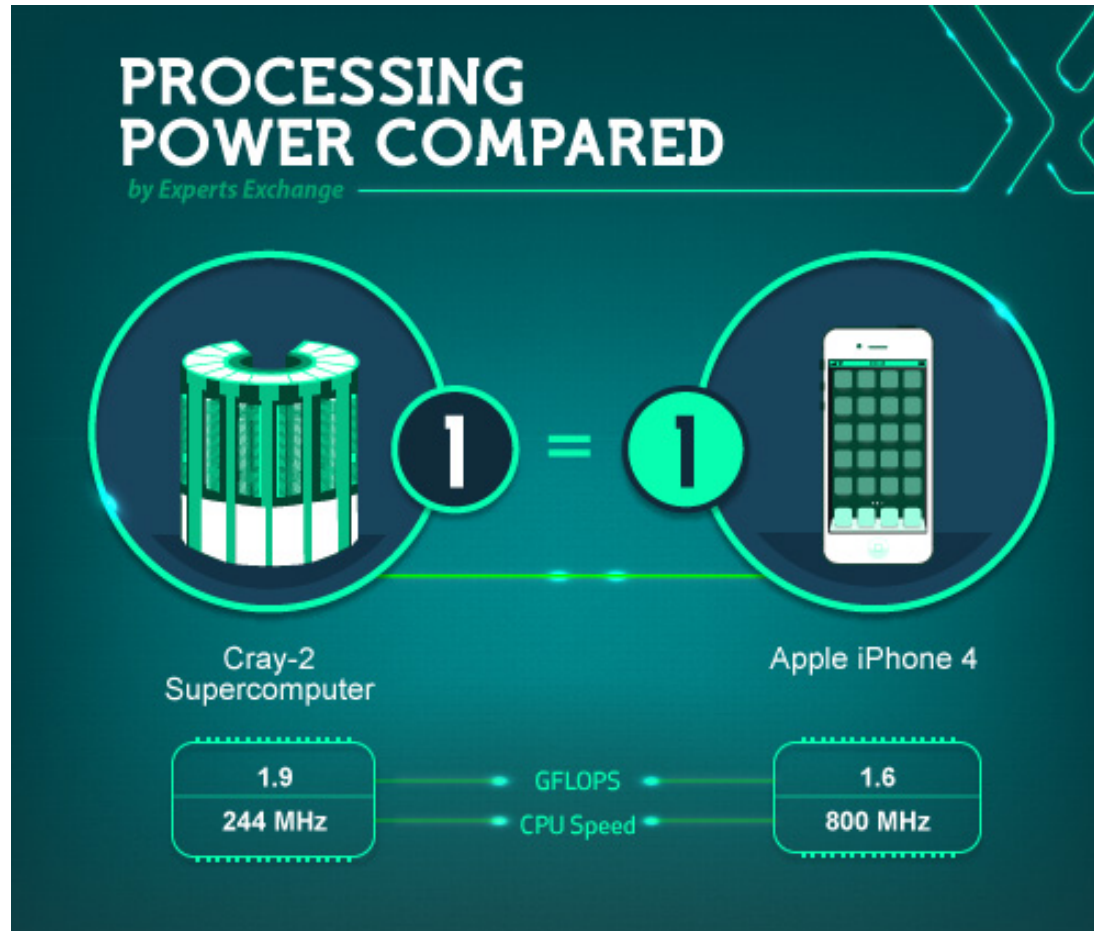 PROCESSING
POWER COMPARED
by Experts Exchange
1 = 1
Cray-2
Supercomputer
Apple iPhone 4
1.9 GFLOPS 1.6
244 MHz CPU Speed 800 MHz